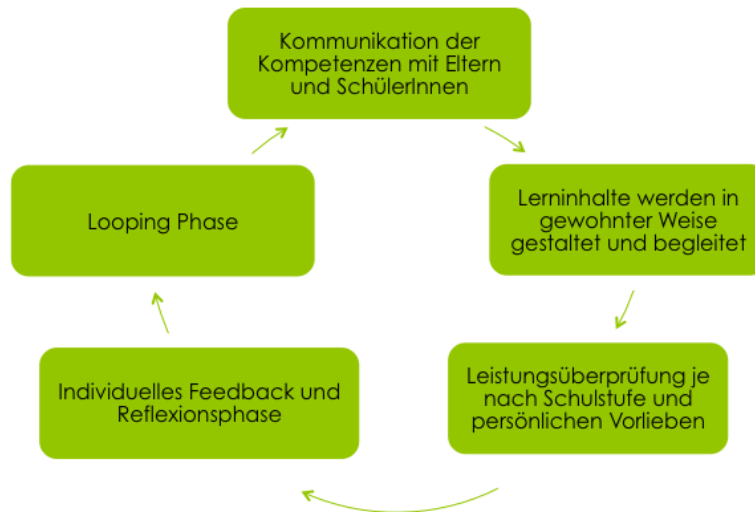 Kommunikation der
Kompetenzen mit Eltern
und SchülerInnen
Lerninhalte werden in
gewohnter Weise
gestaltet und begleitet
Leistungsüberprüfung je
nach Schulstufe und
persönlichen Vorlieben
Individuelles Feedback und
Reflexionsphase
Looping Phase